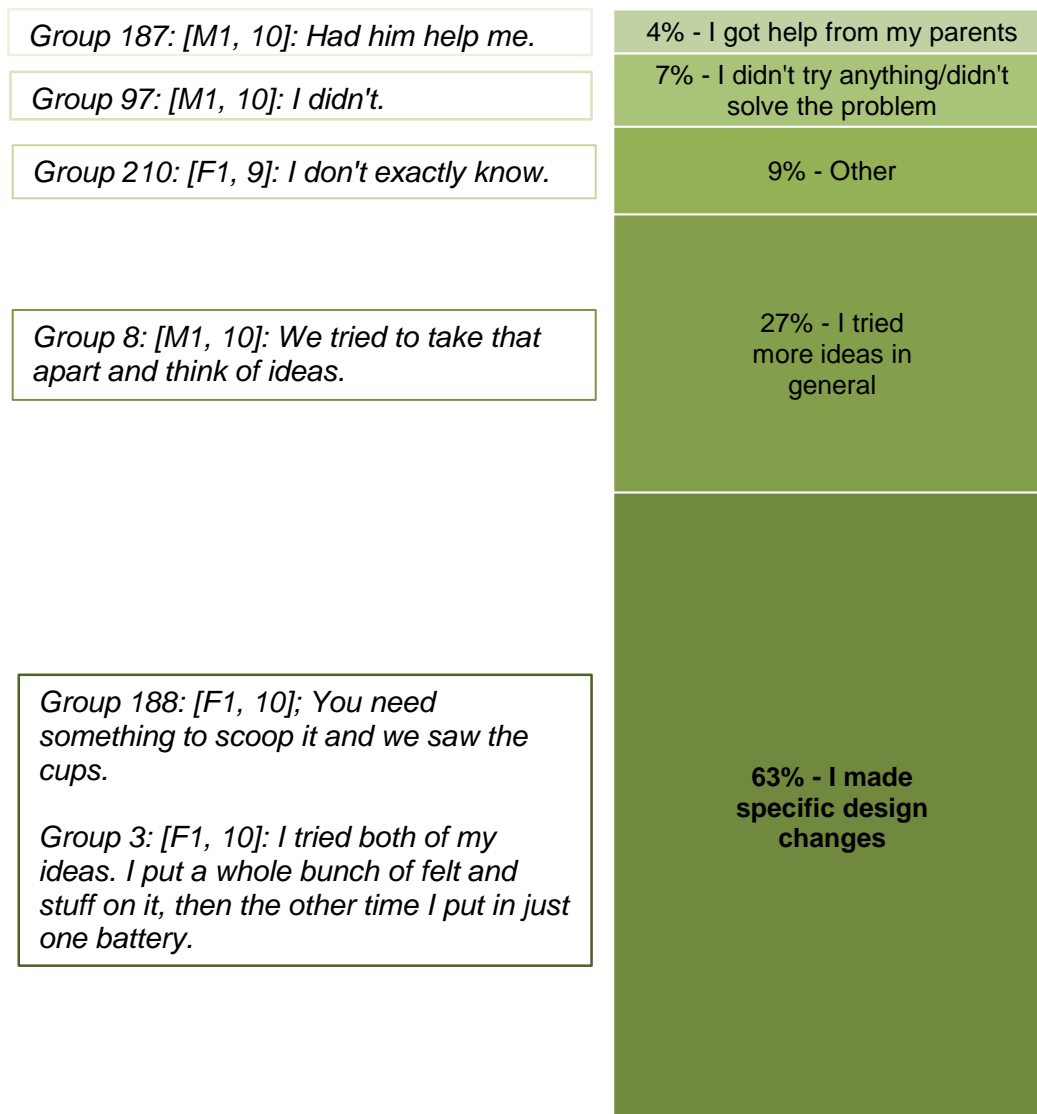 Group 187: [M1, 10]: Had him help me.
4% - I got help from my parents
Group 97: [M1, 10]: I didn't.
7% - I didn't try anything/didn't
solve the problem
Group 210: [F1, 9]: I don't exactly know.
9% - Other
Group 8: [M1, 10]: We tried to take that
apart and think of ideas.
27% - I tried
more ideas in
general
Group 188: [F1, 10]; You need
something to scoop it and we saw the
cups.
Group 3: [F1, 10]: I tried both of my
ideas. I put a whole bunch of felt and
stuff on it, then the other time I put in just
one battery.
63% - I made
specific design
changes